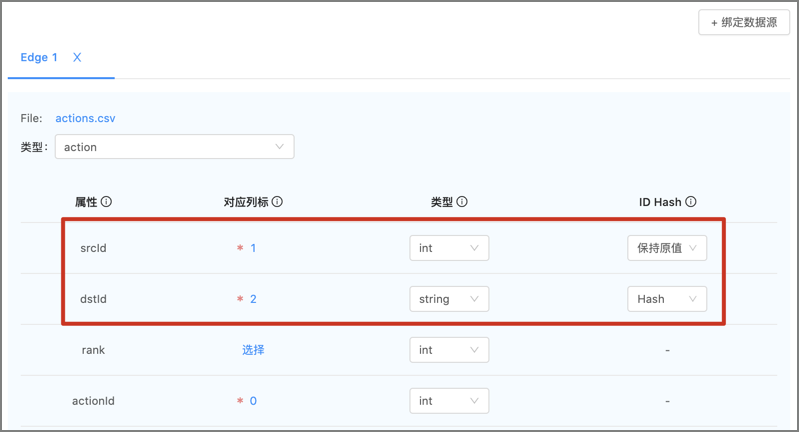 + 绑定数据源
Edge 1 X
File: actions.csv
类型: action
属性 对应列标 类型 ID Hash
srcId * 1 int 保持原值
dstId * 2 string Hash
rank 选择 int -
actionId * 0 int -